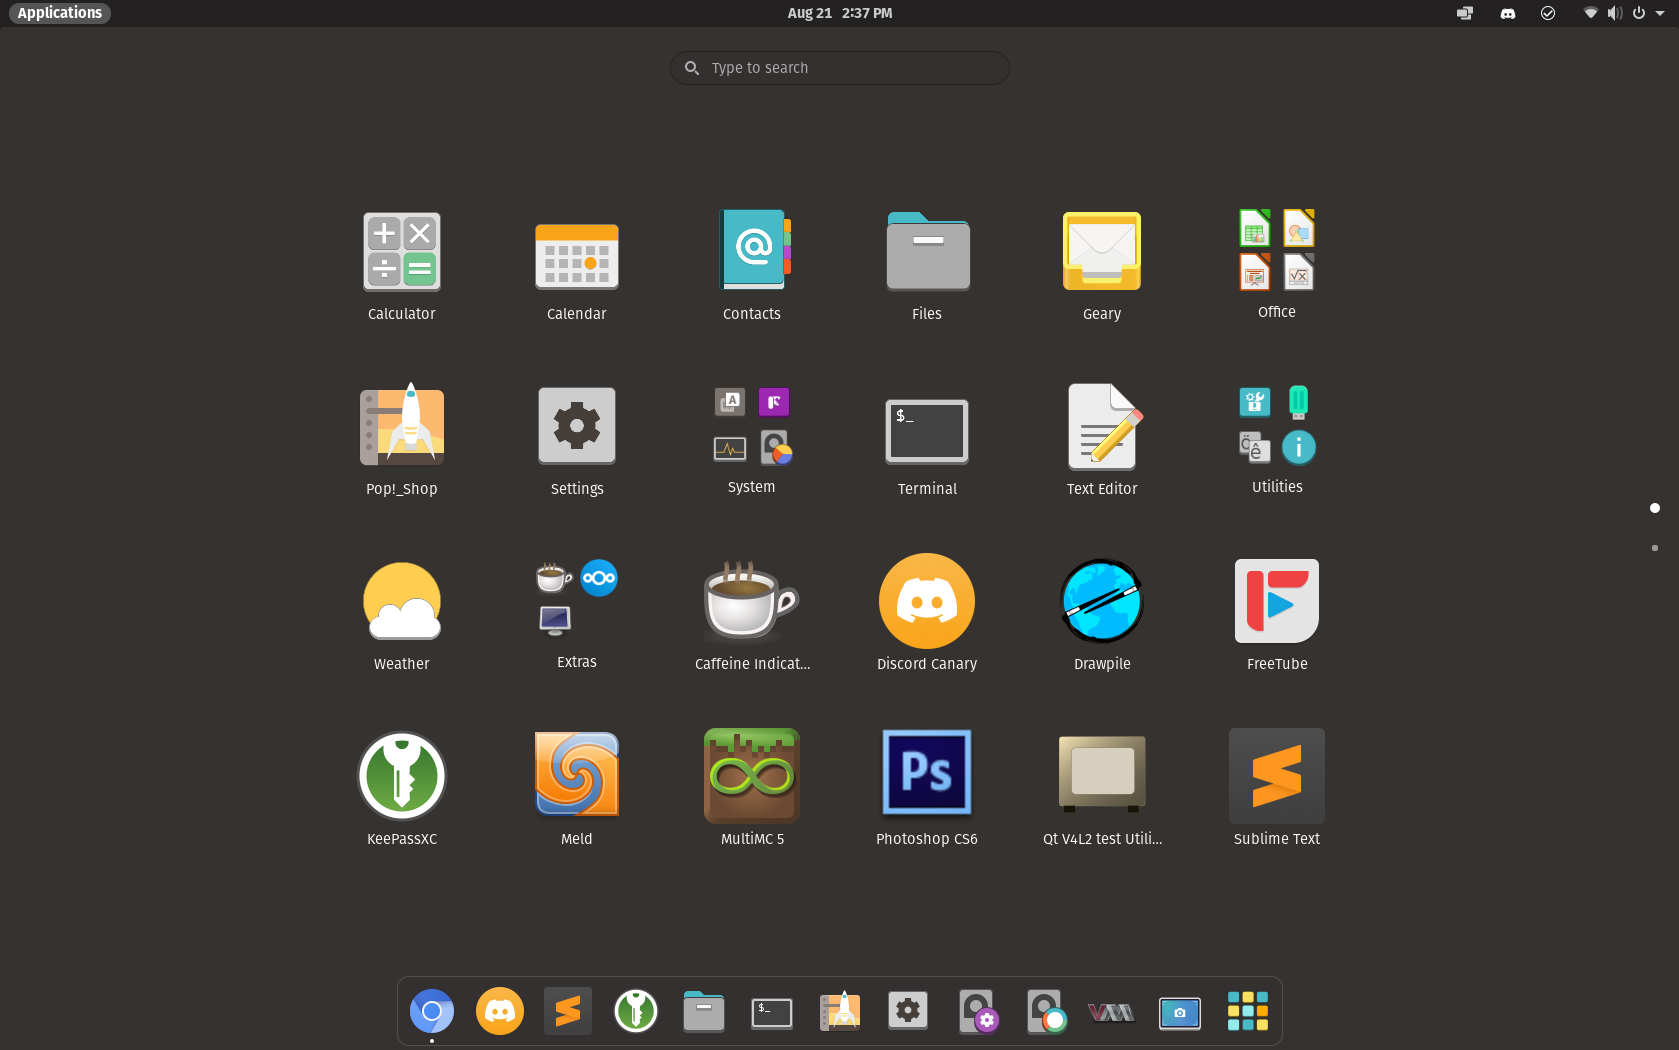 Applications
Aug 21 2:37 PM
Type to search
Calculator
Calendar
Contacts
Files
Geary
Office
Pop!_Shop
Settings
A
System
$_
Terminal
Text Editor
Utilities
Weather
Extras
Caffeine Indicat...
Discord Canary
Drawpile
FreeTube
KeePassXC
Meld
MultiMC 5
Ps
Photoshop CS6
Qt V4L2 test Utili...
Sublime Text
$_